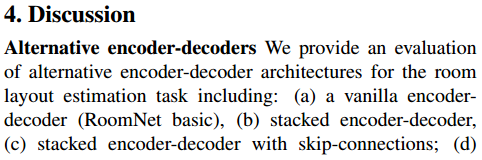 4. Discussion
Alternative encoder-decoders We provide an evaluation
of alternative encoder-decoder architectures for the room
layout estimation task including: (a) a vanilla encoder-
decoder (RoomNet basic), (b) stacked encoder-decoder,
(c) stacked encoder-decoder with skip-connections; (d)